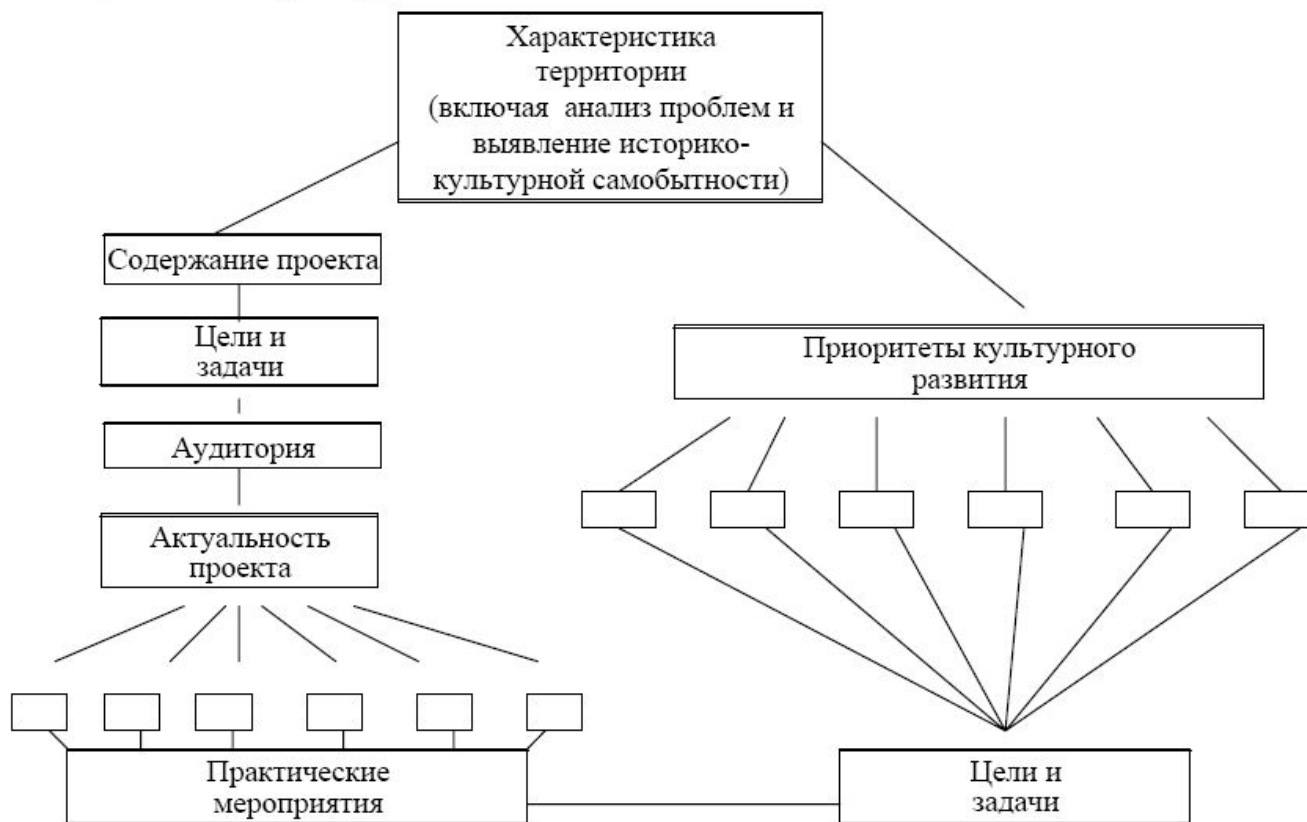 Характеристика
территории
(включая анализ проблем и
выявление историко-
культурной самобытности)
Содержание проекта
Цели и
задачи
Аудитория
Актуальность
проекта
Приоритеты культурного
развития
Практические
мероприятия
Цели и
задачи